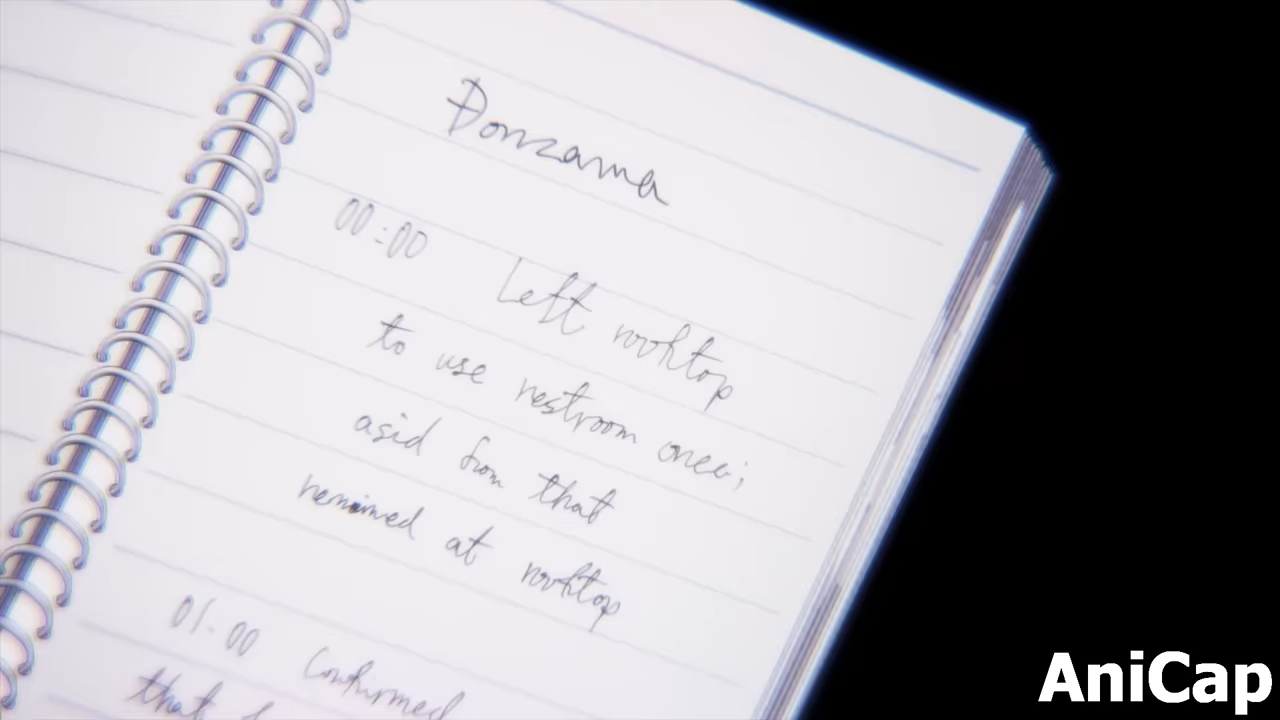 Donzama
00:00 Left rooftop
to use restroom once;
asid from that
remained at rooftop
01:00 Confirmed
that
AniCap